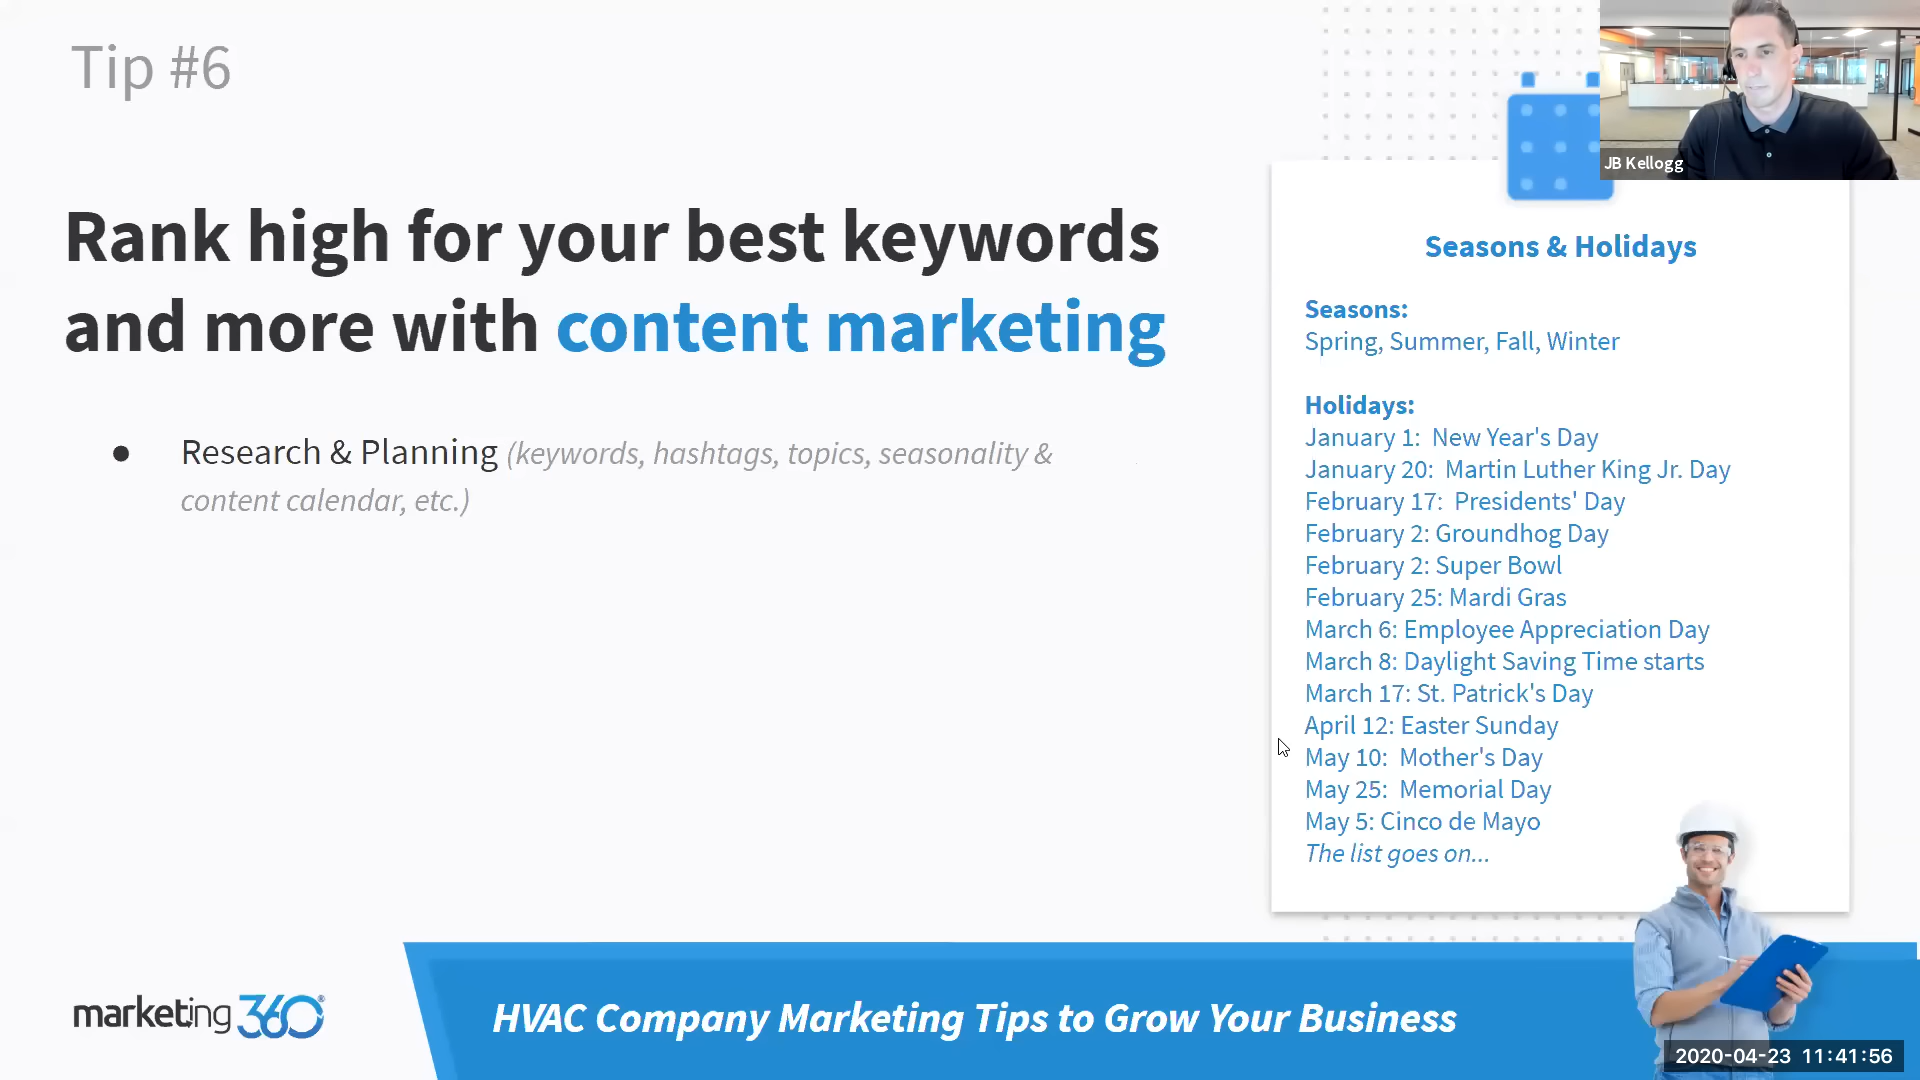 Tip #6
Rank high for your best keywords
and more with content marketing
● Research & Planning (keywords, hashtags, topics, seasonality &
content calendar, etc.)
JB Kellogg
Seasons & Holidays
Seasons:
Spring, Summer, Fall, Winter
Holidays:
January 1:  New Year's Day
January 20:  Martin Luther King Jr. Day
February 17:  Presidents' Day
February 2: Groundhog Day
February 2: Super Bowl
February 25: Mardi Gras
March 6: Employee Appreciation Day
March 8: Daylight Saving Time starts
March 17: St. Patrick's Day
April 12: Easter Sunday
May 10:  Mother's Day
May 25:  Memorial Day
May 5: Cinco de Mayo
The list goes on...
marketing 360®
HVAC Company Marketing Tips to Grow Your Business
2020-04-23 11:41:56